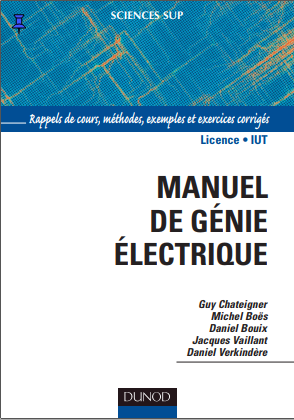 SCIENCES SUP
Rappels de cours, méthodes, exemples et exercices corrigés
Licence • IUT
MANUEL
DE GÉNIE
ÉLECTRIQUE
Guy Chateigner
Michel Boës
Daniel Bouix
Jacques Vaillant
Daniel Verkindère
DUNOD